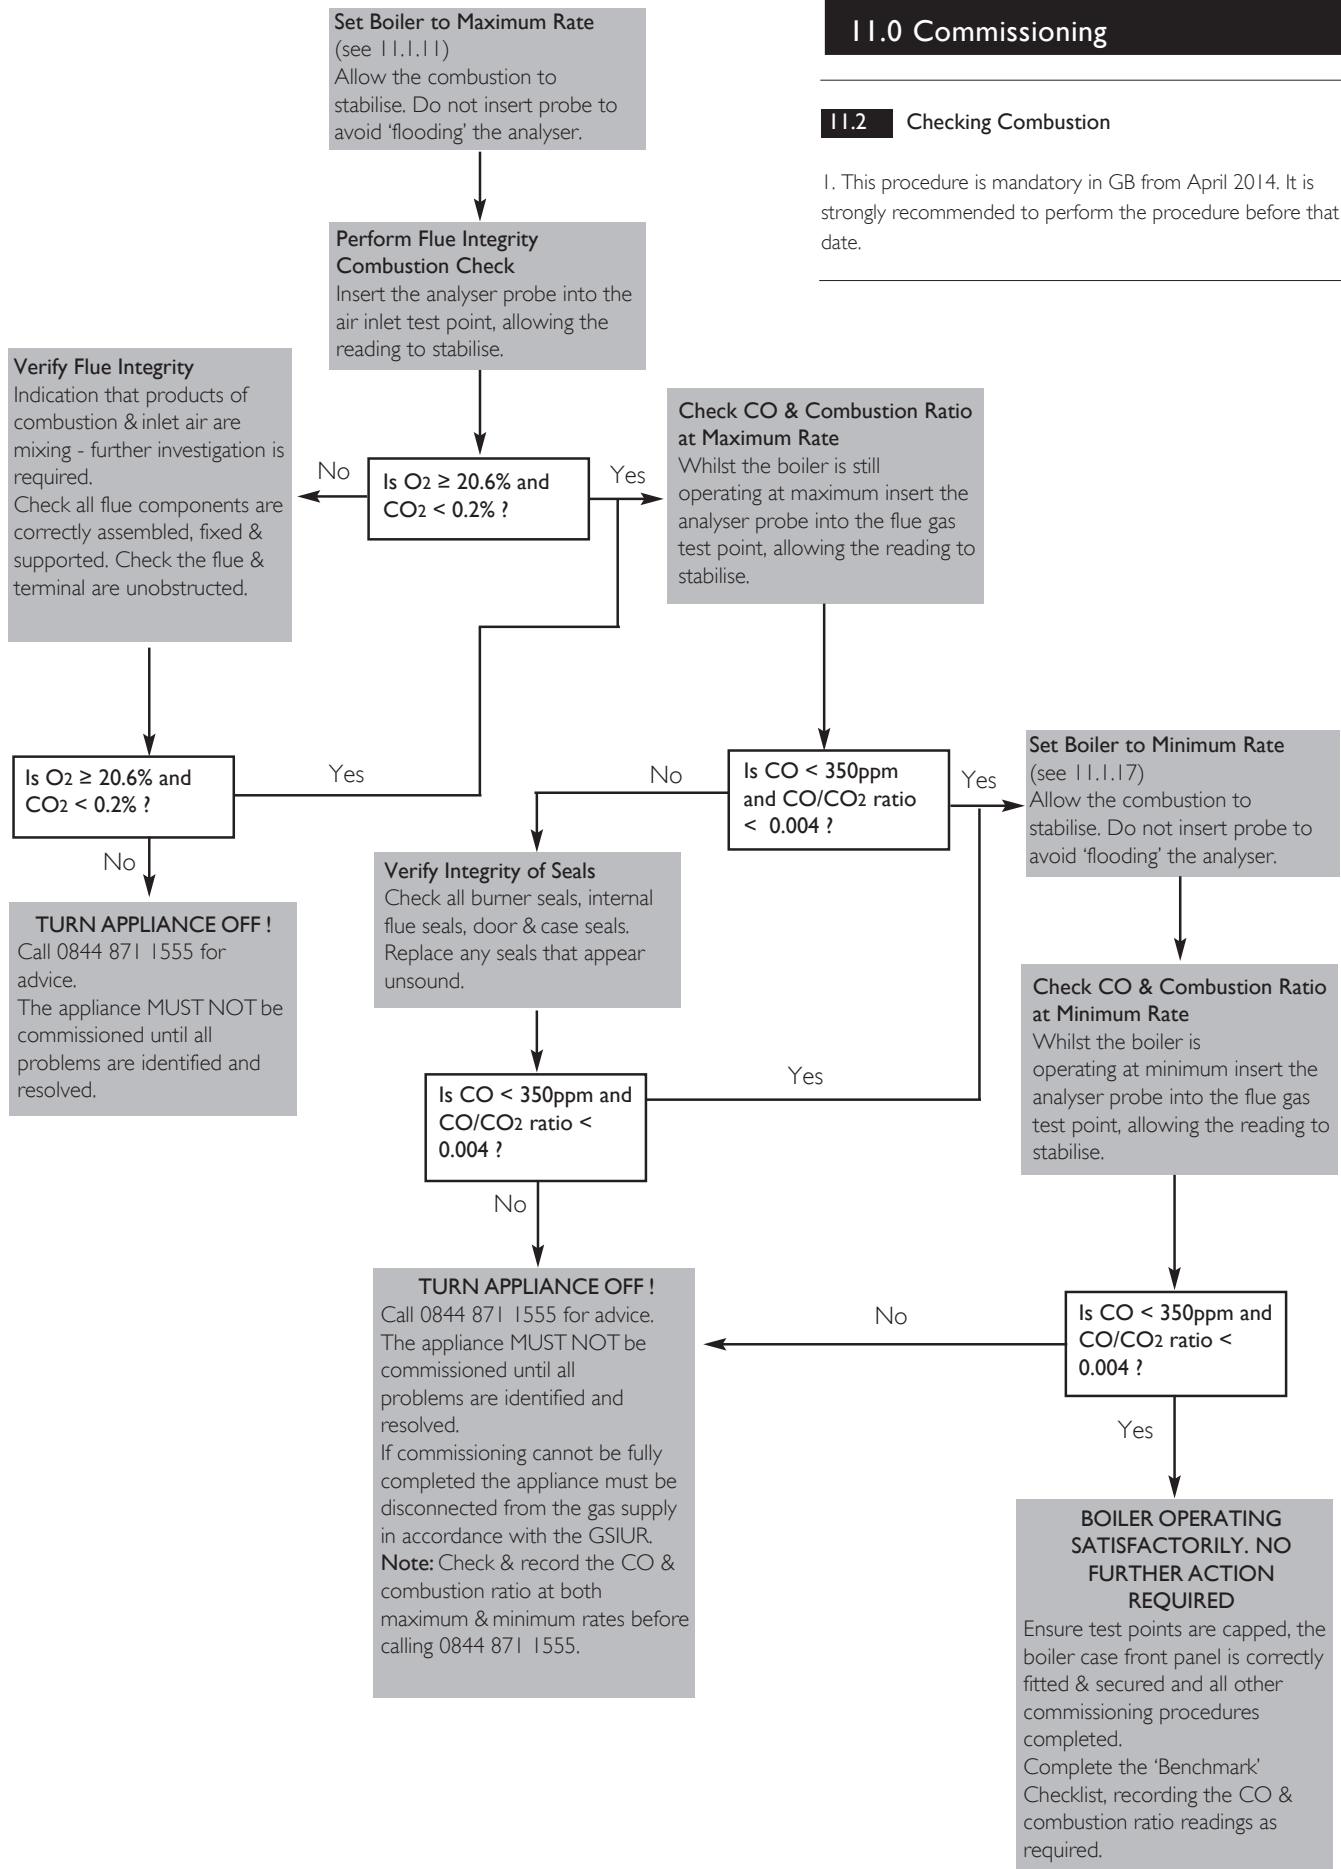 11.0 Commissioning
11.2 Checking Combustion
1. This procedure is mandatory in GB from April 2014. It is
strongly recommended to perform the procedure before that
date.
Set Boiler to Maximum Rate
(see 11.1.11)
Allow the combustion to
stabilise. Do not insert probe to
avoid ‘flooding’ the analyser.
Perform Flue Integrity
Combustion Check
Insert the analyser probe into the
air inlet test point, allowing the
reading to stabilise.
Is O2 ≥ 20.6% and
CO2 < 0.2% ?
No
Yes
Verify Flue Integrity
Indication that products of
combustion & inlet air are
mixing - further investigation is
required.
Check all flue components are
correctly assembled, fixed &
supported. Check the flue &
terminal are unobstructed.
Is O2 ≥ 20.6% and
CO2 < 0.2% ?
Yes
No
TURN APPLIANCE OFF !
Call 0844 871 1555 for
advice.
The appliance MUST NOT be
commissioned until all
problems are identified and
resolved.
Check CO & Combustion Ratio
at Maximum Rate
Whilst the boiler is still
operating at maximum insert the
analyser probe into the flue gas
test point, allowing the reading to
stabilise.
Is CO < 350ppm
and CO/CO2 ratio
< 0.004 ?
No
Yes
Verify Integrity of Seals
Check all burner seals, internal
flue seals, door & case seals.
Replace any seals that appear
unsound.
Is CO < 350ppm and
CO/CO2 ratio <
0.004 ?
Yes
No
TURN APPLIANCE OFF !
Call 0844 871 1555 for advice.
The appliance MUST NOT be
commissioned until all
problems are identified and
resolved.
If commissioning cannot be fully
completed the appliance must be
disconnected from the gas supply
in accordance with the GSIUR.
Note: Check & record the CO &
combustion ratio at both
maximum & minimum rates before
calling 0844 871 1555.
Set Boiler to Minimum Rate
(see 11.1.17)
Allow the combustion to
stabilise. Do not insert probe to
avoid ‘flooding’ the analyser.
Check CO & Combustion Ratio
at Minimum Rate
Whilst the boiler is
operating at minimum insert the
analyser probe into the flue gas
test point, allowing the reading to
stabilise.
Is CO < 350ppm and
CO/CO2 ratio <
0.004 ?
No
Yes
BOILER OPERATING
SATISFACTORILY. NO
FURTHER ACTION
REQUIRED
Ensure test points are capped, the
boiler case front panel is correctly
fitted & secured and all other
commissioning procedures
completed.
Complete the ‘Benchmark’
Checklist, recording the CO &
combustion ratio readings as
required.